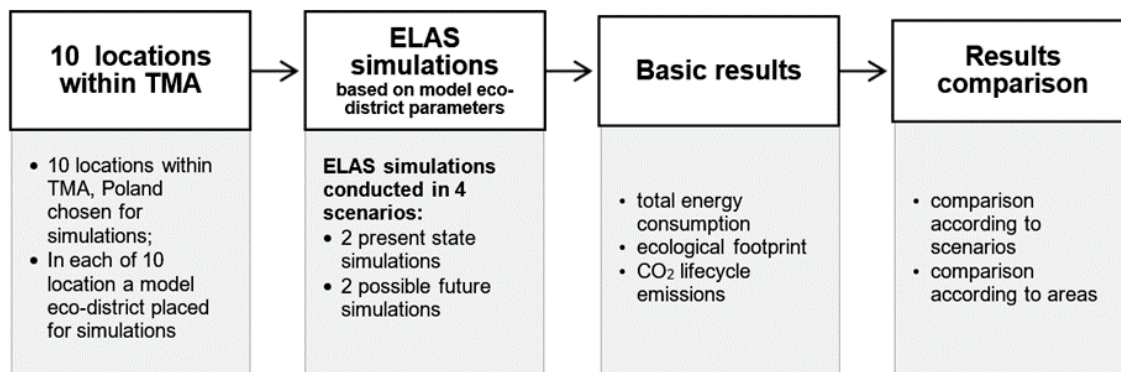 10 locations
within TMA
• 10 locations within
TMA, Poland
chosen for
simulations;
• In each of 10
location a model
eco-district placed
for simulations
ELAS
simulations
based on model eco-
district parameters
ELAS simulations
conducted in 4
scenarios:
• 2 present state
simulations
• 2 possible future
simulations
Basic results
• total energy
consumption
• ecological footprint
• CO₂ lifecycle
emissions
Results
comparison
• comparison
according to
scenarios
• comparison
according to areas